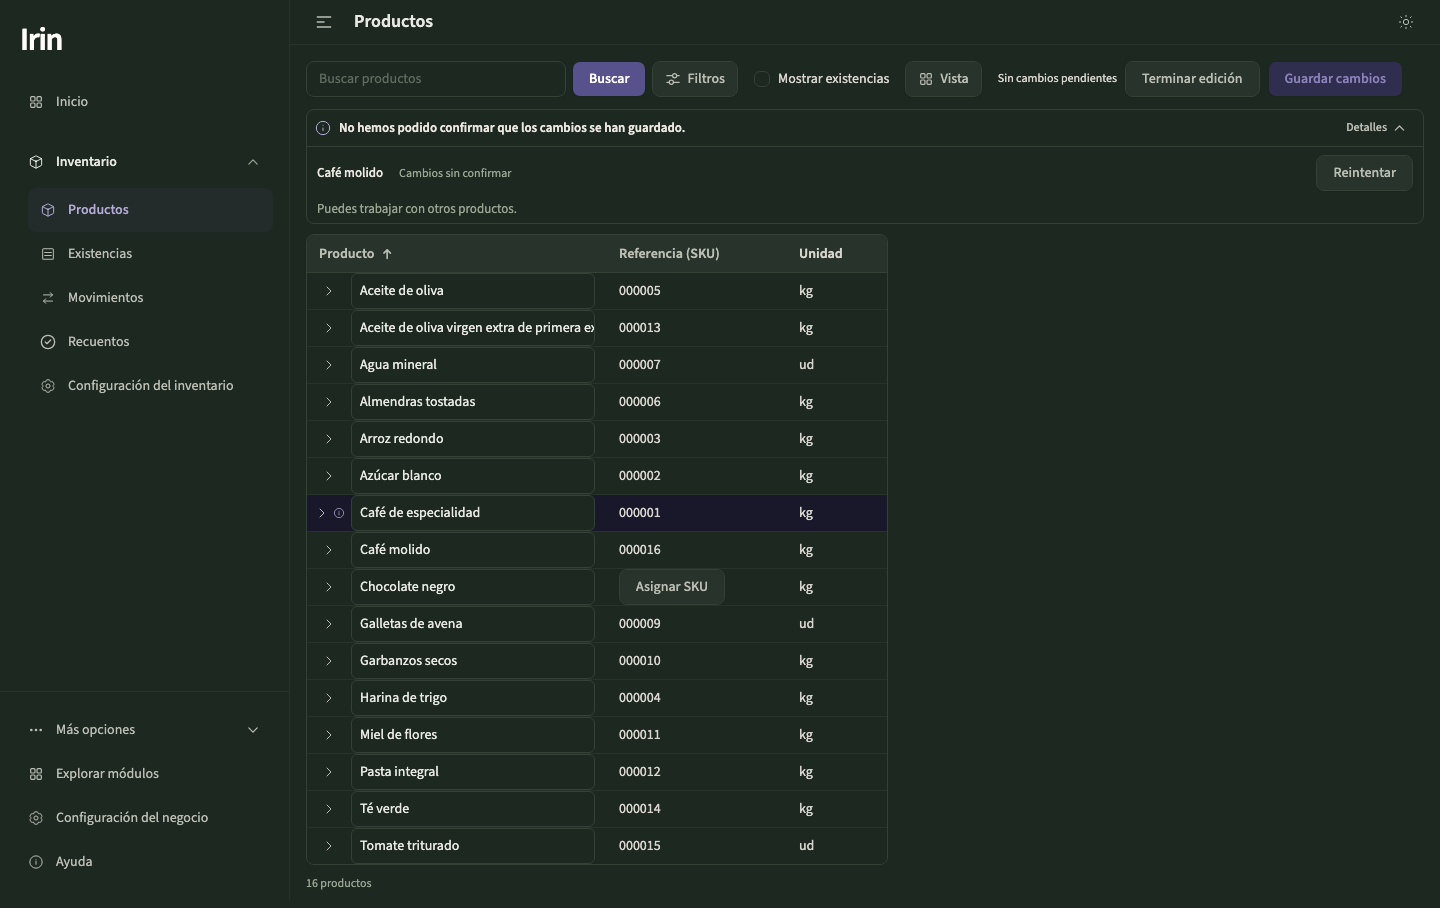 Irin
Productos
Inicio
Inventario
Productos
Existencias
Movimientos
Recuentos
Configuración del inventario
Más opciones
Explorar módulos
Configuración del negocio
Ayuda
Buscar productos Buscar Filtros Mostrar existencias Vista Sin cambios pendientes Terminar edición Guardar cambios
No hemos podido confirmar que los cambios se han guardado. Detalles
Café molido Cambios sin confirmar Reintentar
Puedes trabajar con otros productos.
Producto Referencia (SKU) Unidad
Aceite de oliva 000005 kg
Aceite de oliva virgen extra de primera 000013 kg
Agua mineral 000007 ud
Almendras tostadas 000006 kg
Arroz redondo 000003 kg
Azúcar blanco 000002 kg
Café de especialidad 000001 kg
Café molido 000016 kg
Chocolate negro Asignar SKU kg
Galletas de avena 000009 ud
Garbanzos secos 000010 kg
Harina de trigo 000004 kg
Miel de flores 000011 kg
Pasta integral 000012 kg
Té verde 000014 kg
Tomate triturado 000015 ud
16 productos